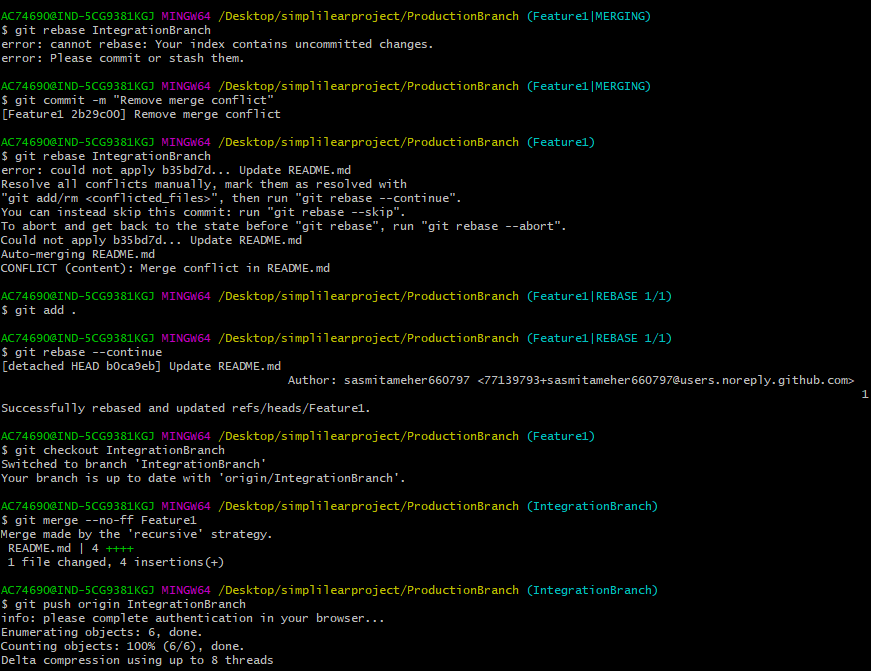 AC74690@IND-5CG9381KGJ MINGW64 /Desktop/simplilearproject/ProductionBranch (Feature1|MERGING)
$ git rebase IntegrationBranch
error: cannot rebase: Your index contains uncommitted changes.
error: Please commit or stash them.
AC74690@IND-5CG9381KGJ MINGW64 /Desktop/simplilearproject/ProductionBranch (Feature1|MERGING)
$ git commit -m "Remove merge conflict"
[Feature1 2b29c00] Remove merge conflict
AC74690@IND-5CG9381KGJ MINGW64 /Desktop/simplilearproject/ProductionBranch (Feature1)
$ git rebase IntegrationBranch
error: could not apply b35bd7d... Update README.md
Resolve all conflicts manually, mark them as resolved with
"git add/rm <conflicted_files>", then run "git rebase --continue".
You can instead skip this commit: run "git rebase --skip".
To abort and get back to the state before "git rebase", run "git rebase --abort".
Could not apply b35bd7d... Update README.md
Auto-merging README.md
CONFLICT (content): Merge conflict in README.md
AC74690@IND-5CG9381KGJ MINGW64 /Desktop/simplilearproject/ProductionBranch (Feature1|REBASE 1/1)
$ git add .
AC74690@IND-5CG9381KGJ MINGW64 /Desktop/simplilearproject/ProductionBranch (Feature1|REBASE 1/1)
$ git rebase --continue
[detached HEAD b0ca9eb] Update README.md
Author: sasmitameher660797 <77139793+sasmitameher660797@users.noreply.github.com>
1
Successfully rebased and updated refs/heads/Feature1.
AC74690@IND-5CG9381KGJ MINGW64 /Desktop/simplilearproject/ProductionBranch (Feature1)
$ git checkout IntegrationBranch
Switched to branch 'IntegrationBranch'
Your branch is up to date with 'origin/IntegrationBranch'.
AC74690@IND-5CG9381KGJ MINGW64 /Desktop/simplilearproject/ProductionBranch (IntegrationBranch)
$ git merge --no-ff Feature1
Merge made by the 'recursive' strategy.
README.md | 4 ++++
1 file changed, 4 insertions(+)
AC74690@IND-5CG9381KGJ MINGW64 /Desktop/simplilearproject/ProductionBranch (IntegrationBranch)
$ git push origin IntegrationBranch
info: please complete authentication in your browser...
Enumerating objects: 6, done.
Counting objects: 100% (6/6), done.
Delta compression using up to 8 threads